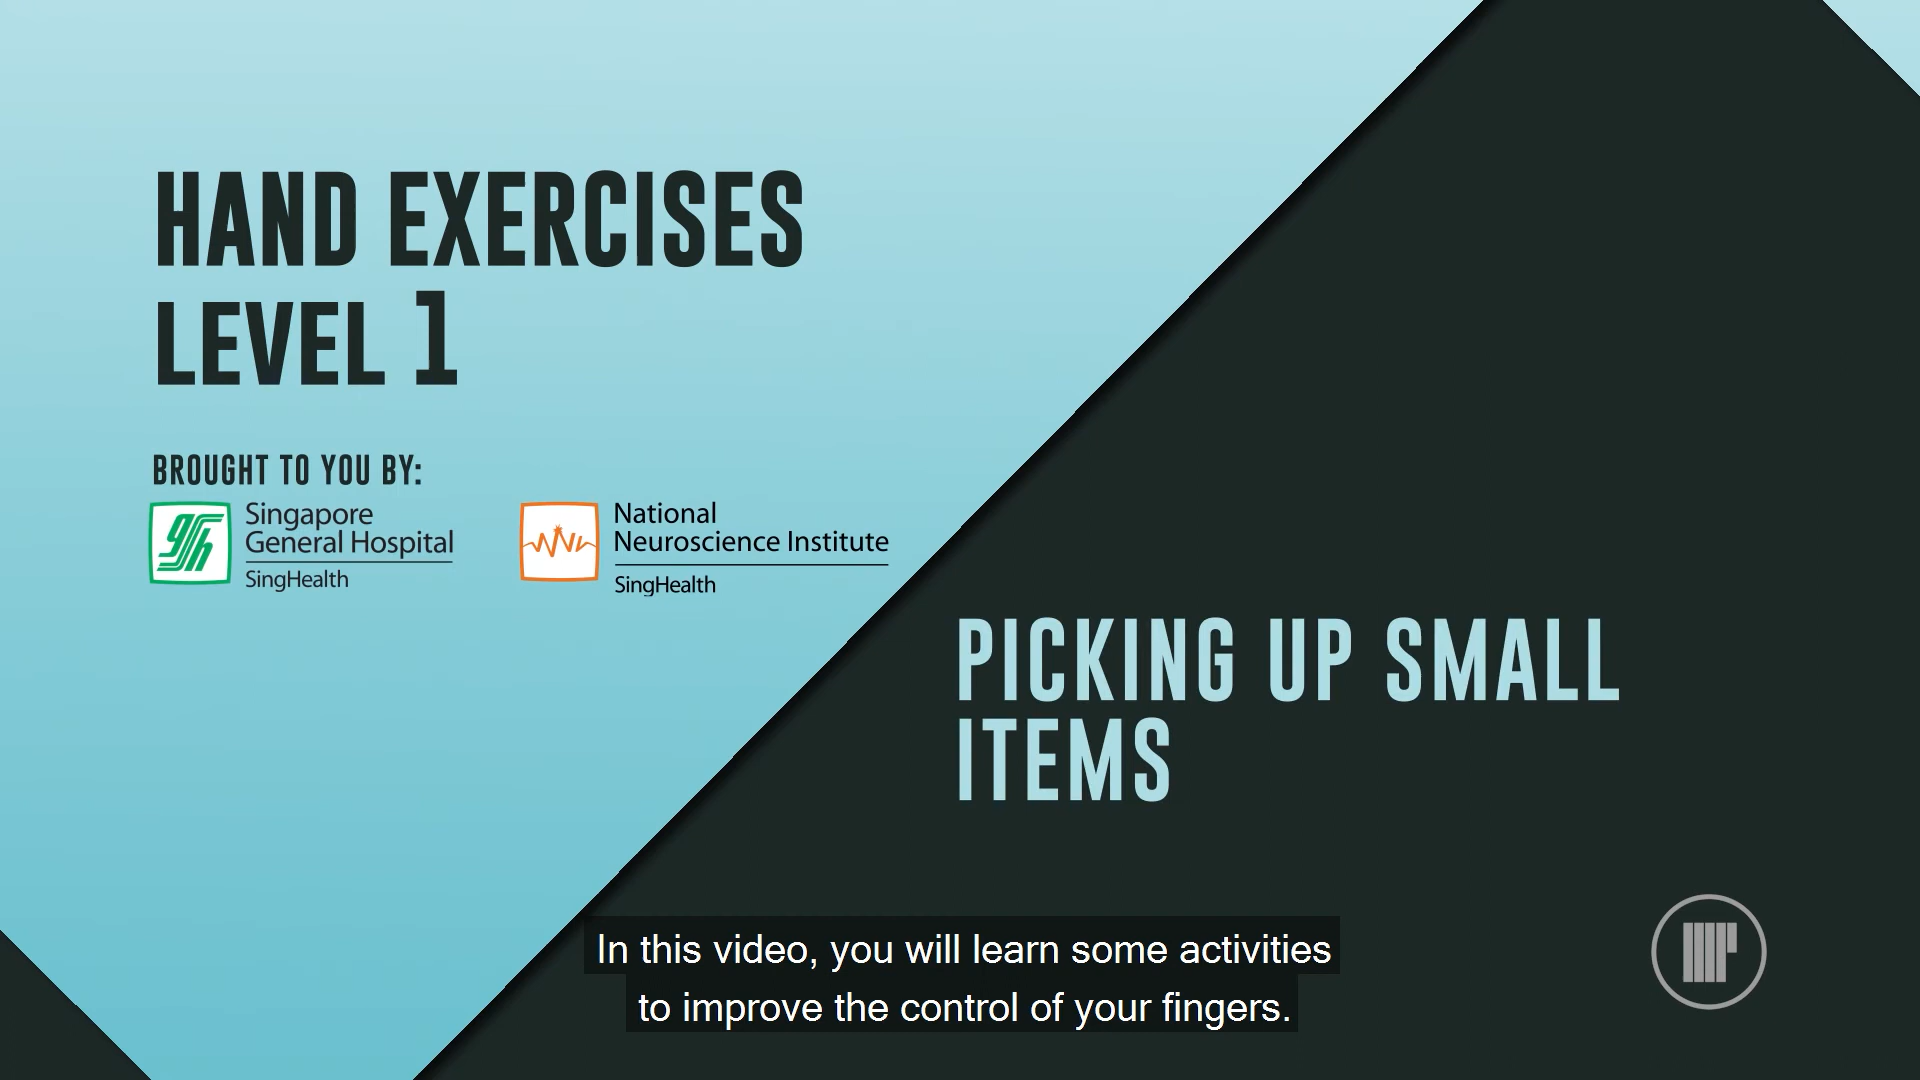 HAND EXERCISES
LEVEL 1
BROUGHT TO YOU BY:
Singapore
General Hospital
SingHealth
National
Neuroscience Institute
SingHealth
PICKING UP SMALL
ITEMS
In this video, you will learn some activities
to improve the control of your fingers.